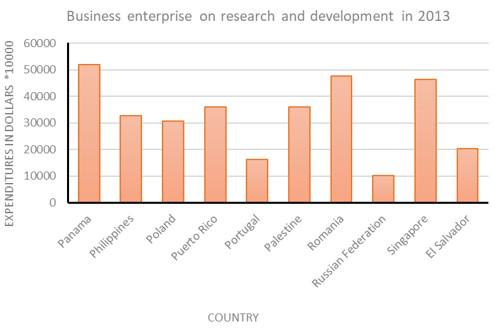 Business enterprise on research and development in 2013
EXPENDITURES IN DOLLARS *10000
60000
50000
40000
30000
20000
10000
0
Panama
Philippines
Poland
Puerto Rico
Portugal
Palestine
Romania
Russian Federation
Singapore
El Salvador
COUNTRY